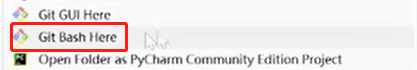 Git GUI Here
Git Bash Here
Open Folder as PyCharm Community Edition Project